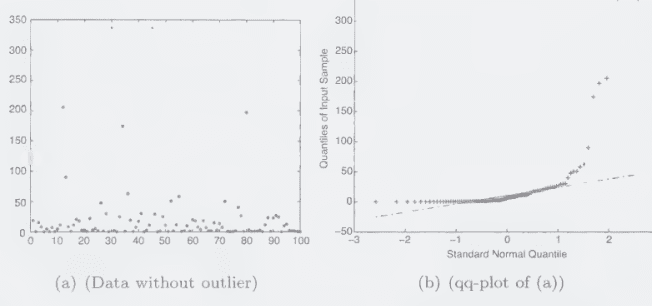 350
300
250
200
150
100
50
0
0 10 20 30 40 50 60 70 80 90 100
(a) (Data without outlier)
Quantiles of Input Sample
300
250
200
150
100
50
0
−50
−3 −2 −1 0 1 2
Standard Normal Quantile
(b) (qq-plot of (a))